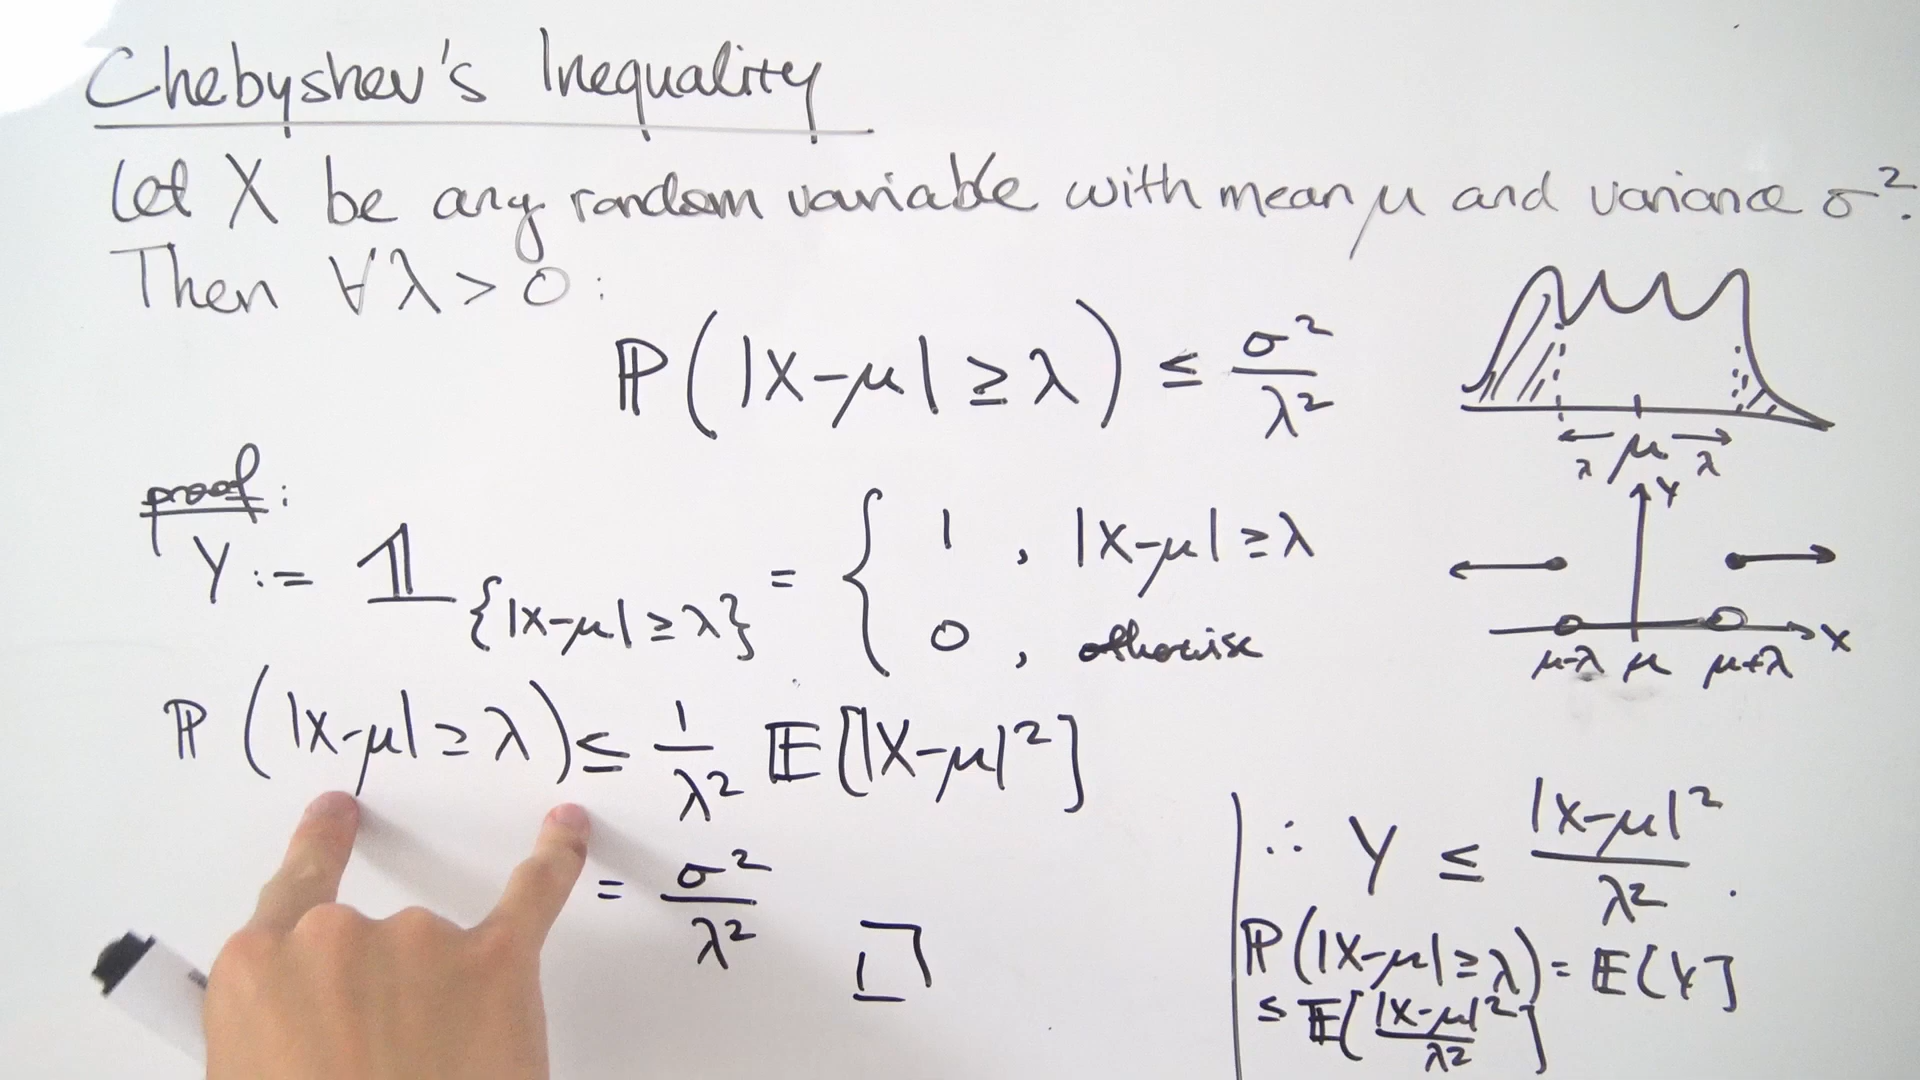 Chebyshev's Inequality
Let X be any random variable with mean μ and variance σ².
Then ∀λ > 0 :
ℙ(|X-μ| ≥ λ) ≤ σ²/λ²
λ μ λ
proof:
Y := 𝟙_{|X-μ| ≥ λ} = { 1 , |X-μ| ≥ λ
0 , otherwise
Y
X
μ-λ μ μ+λ
ℙ(|X-μ| ≥ λ) ≤ 1/λ² 𝔼[|X-μ|²]
= σ²/λ² □
∴ Y ≤ |X-μ|²/λ² .
ℙ(|X-μ| ≥ λ) = 𝔼[Y]
≤ 𝔼[|X-μ|²/λ²]